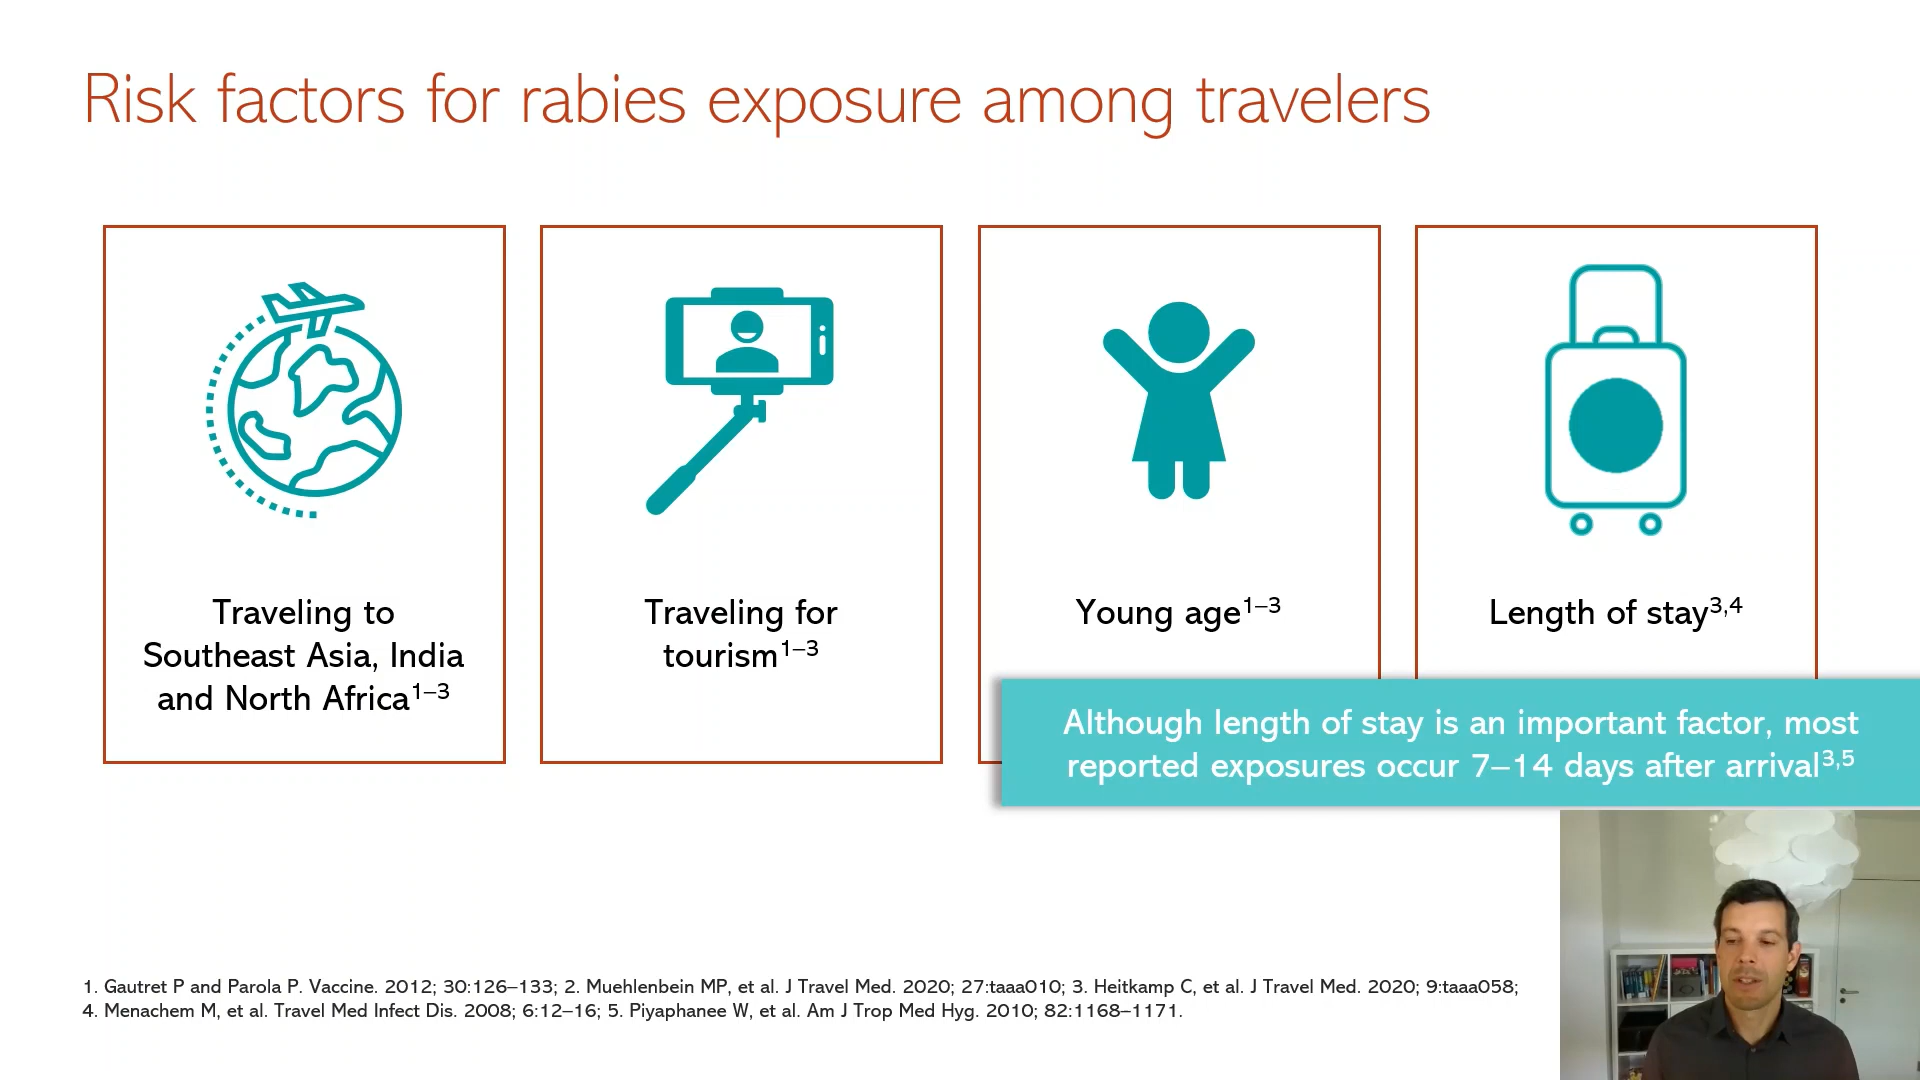 Risk factors for rabies exposure among travelers
Traveling to
Southeast Asia, India
and North Africa¹⁻³
Traveling for
tourism¹⁻³
Young age¹⁻³
Length of stay³,⁴
Although length of stay is an important factor, most
reported exposures occur 7–14 days after arrival³,⁵
1. Gautret P and Parola P. Vaccine. 2012; 30:126–133; 2. Muehlenbein MP, et al. J Travel Med. 2020; 27:taaa010; 3. Heitkamp C, et al. J Travel Med. 2020; 9:taaa058;
4. Menachem M, et al. Travel Med Infect Dis. 2008; 6:12–16; 5. Piyaphanee W, et al. Am J Trop Med Hyg. 2010; 82:1168–1171.